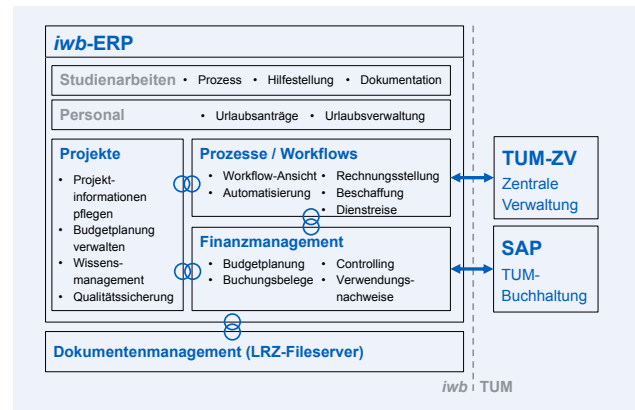 iwb-ERP
Studienarbeiten • Prozess • Hilfestellung • Dokumentation
Personal • Urlaubsanträge • Urlaubsverwaltung
Projekte
• Projekt-
informationen
pflegen
• Budgetplanung
verwalten
• Wissens-
management
• Qualitätssicherung
Prozesse / Workflows
• Workflow-Ansicht
• Automatisierung
• Rechnungsstellung
• Beschaffung
• Dienstreise
Finanzmanagement
• Budgetplanung
• Buchungsbelege
• Controlling
• Verwendungs-
nachweise
TUM-ZV
Zentrale
Verwaltung
SAP
TUM-
Buchhaltung
Dokumentenmanagement (LRZ-Fileserver)
iwb TUM